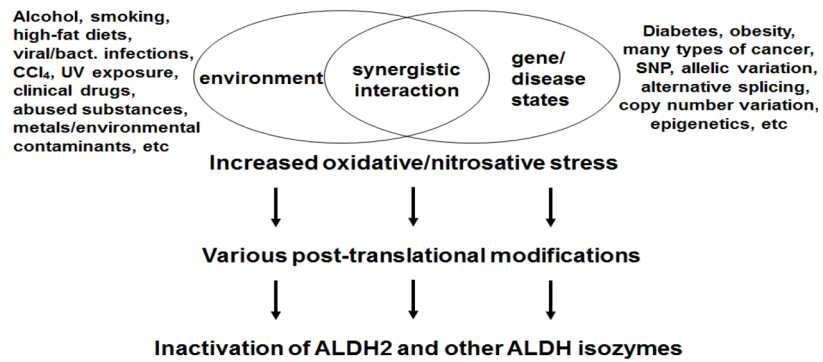 Alcohol, smoking,
high-fat diets,
viral/bact. infections,
CCl₄, UV exposure,
clinical drugs,
abused substances,
metals/environmental
contaminants, etc
environment
synergistic
interaction
gene/
disease
states
Diabetes, obesity,
many types of cancer,
SNP, allelic variation,
alternative splicing,
copy number variation,
epigenetics, etc
Increased oxidative/nitrosative stress
Various post-translational modifications
Inactivation of ALDH2 and other ALDH isozymes